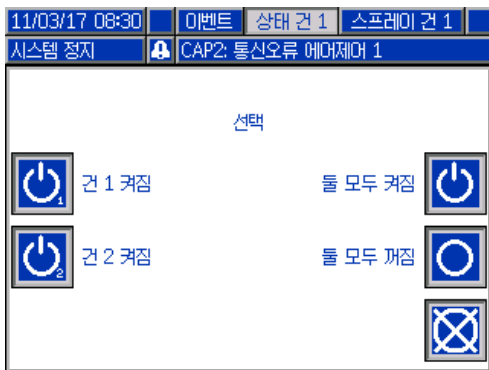 11/03/17 08:30 이벤트 상태 건 1 스프레이 건 1
시스템 정지 CAP2: 통신오류 에어제어 1
선택
건 1 켜짐 둘 모두 켜짐
1
건 2 켜짐 둘 모두 꺼짐
2